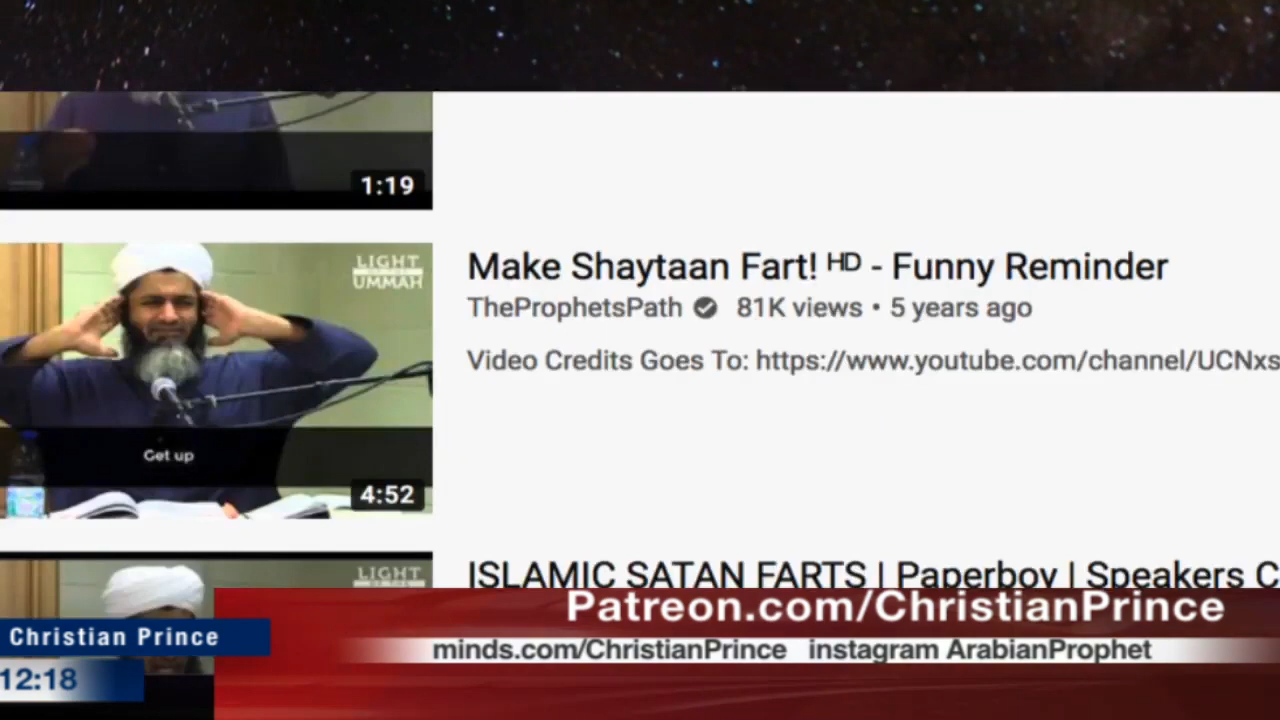 1:19
LIGHT
OF THE
UMMAH
Get up
4:52
Make Shaytaan Fart! HD - Funny Reminder
TheProphetsPath 81K views • 5 years ago
Video Credits Goes To: https://www.youtube.com/channel/UCNxs
LIGHT
ISLAMIC SATAN FARTS | Paperboy | Speakers C
Patreon.com/ChristianPrince
Christian Prince
minds.com/ChristianPrince instagram ArabianProphet
12:18